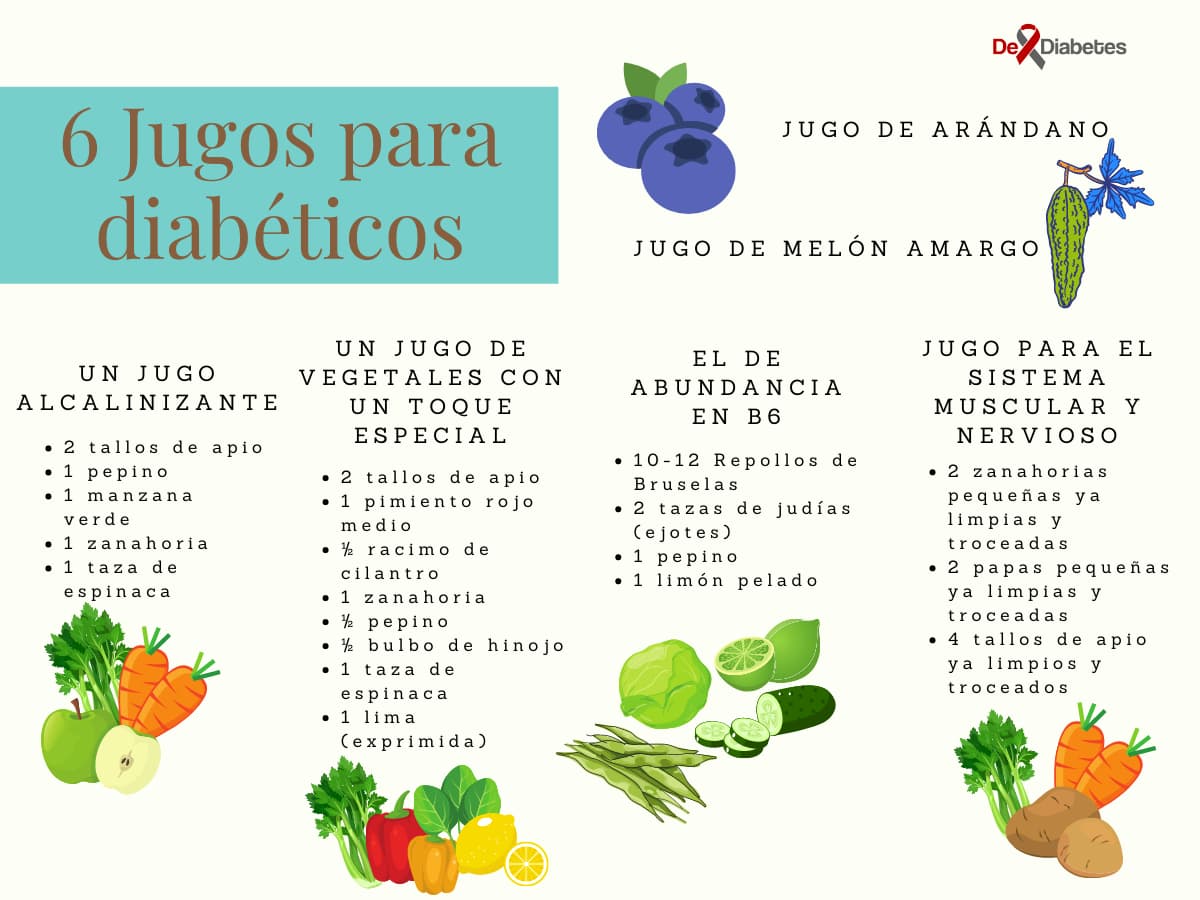 De Diabetes
6 Jugos para
diabéticos
JUGO DE ARÁNDANO
JUGO DE MELÓN AMARGO
UN JUGO
ALCALINIZANTE
• 2 tallos de apio
• 1 pepino
• 1 manzana
verde
• 1 zanahoria
• 1 taza de
espinaca
UN JUGO DE
VEGETALES CON
UN TOQUE
ESPECIAL
• 2 tallos de apio
• 1 pimiento rojo
medio
• ½ racimo de
cilantro
• 1 zanahoria
• ½ pepino
• ½ bulbo de hinojo
• 1 taza de
espinaca
• 1 lima
(exprimida)
EL DE
ABUNDANCIA
EN B6
• 10-12 Repollos de
Bruselas
• 2 tazas de judías
(ejotes)
• 1 pepino
• 1 limón pelado
JUGO PARA EL
SISTEMA
MUSCULAR Y
NERVIOSO
• 2 zanahorias
pequeñas ya
limpias y
troceadas
• 2 papas pequeñas
ya limpias y
troceadas
• 4 tallos de apio
ya limpios y
troceados